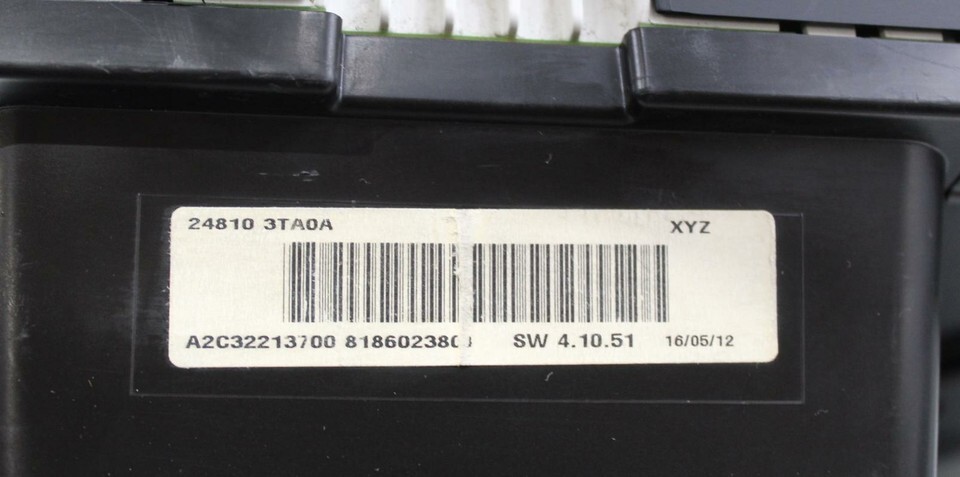 24810 3TA0A XYZ
A2C32213700 SW 4.10.51 16/05/12